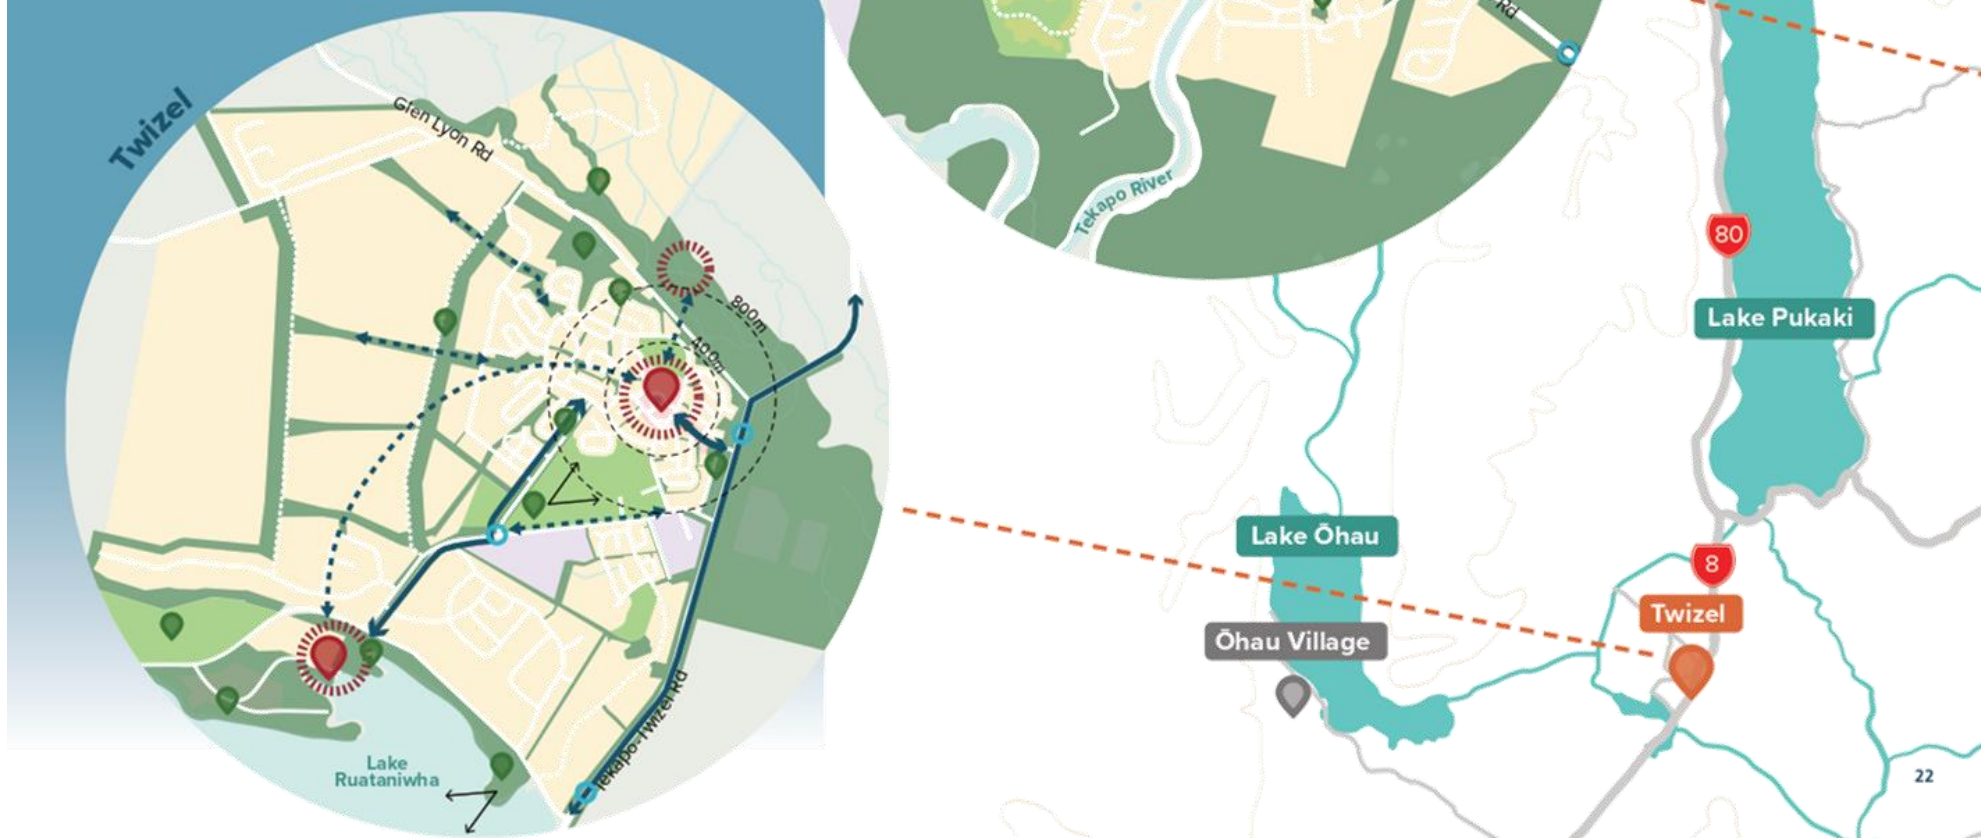 Twizel
Glen Lyon Rd
800m
400m
Tekapo-Twizel Rd
Lake
Ruataniwha
Rd
Tekapo River
80
Lake Pukaki
Lake Ōhau
8
Twizel
Ōhau Village
22